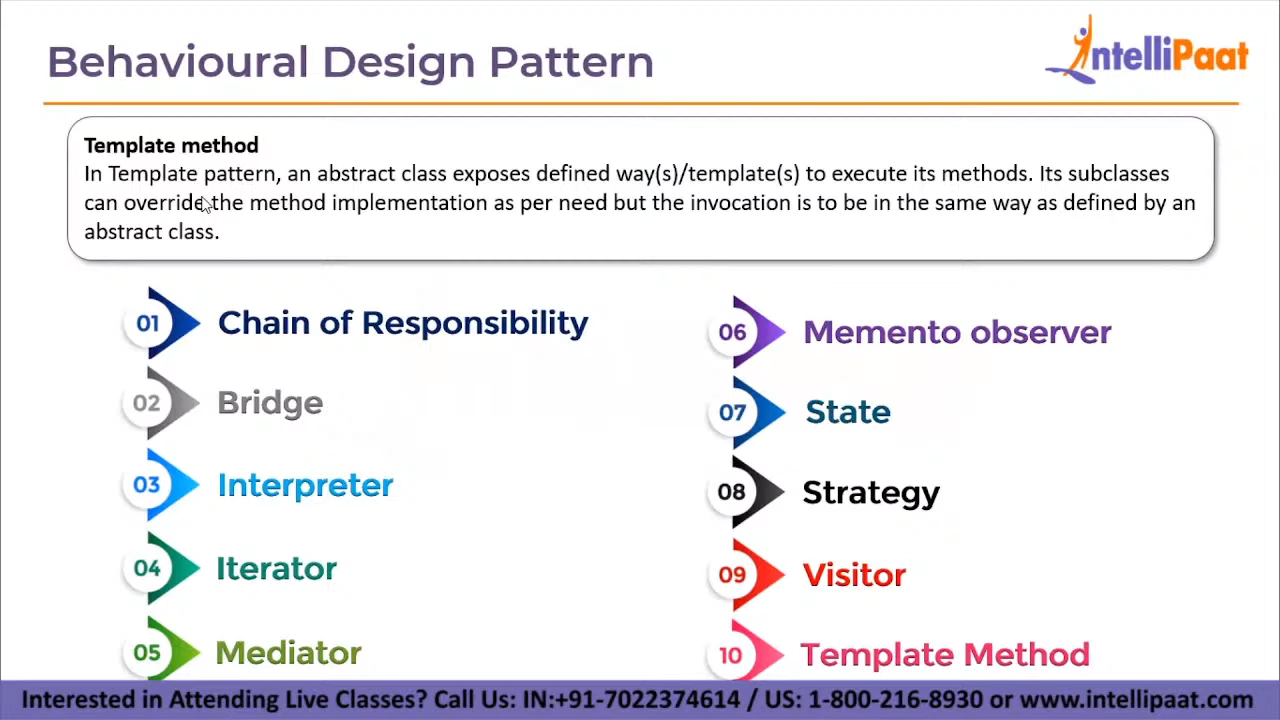 Behavioural Design Pattern
IntelliPaat
Template method
In Template pattern, an abstract class exposes defined way(s)/template(s) to execute its methods. Its subclasses
can override the method implementation as per need but the invocation is to be in the same way as defined by an
abstract class.
01 Chain of Responsibility
02 Bridge
03 Interpreter
04 Iterator
05 Mediator
06 Memento observer
07 State
08 Strategy
09 Visitor
10 Template Method
Interested in Attending Live Classes? Call Us: IN:+91-7022374614 / US: 1-800-216-8930 or www.intellipaat.com